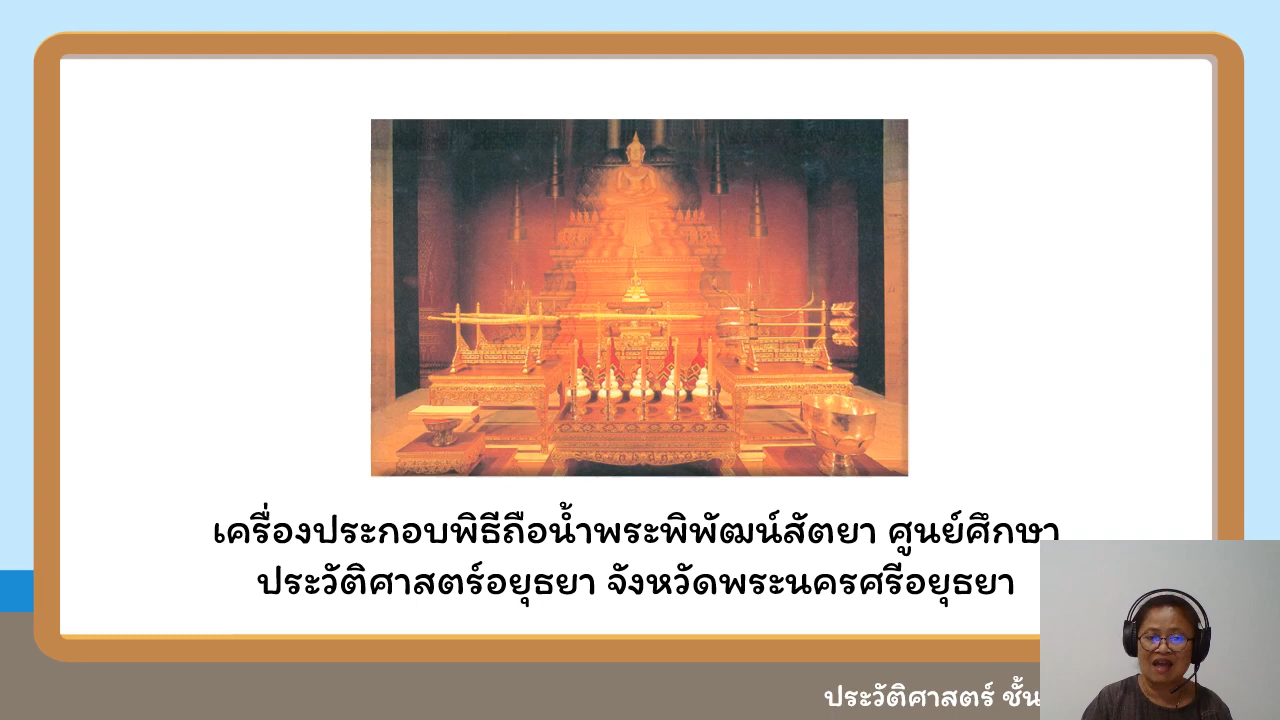 เครื่องประกอบพิธีถือน้ำพระพิพัฒน์สัตยา ศูนย์ศึกษา
ประวัติศาสตร์อยุธยา จังหวัดพระนครศรีอยุธยา
ประวัติศาสตร์ ชั้น